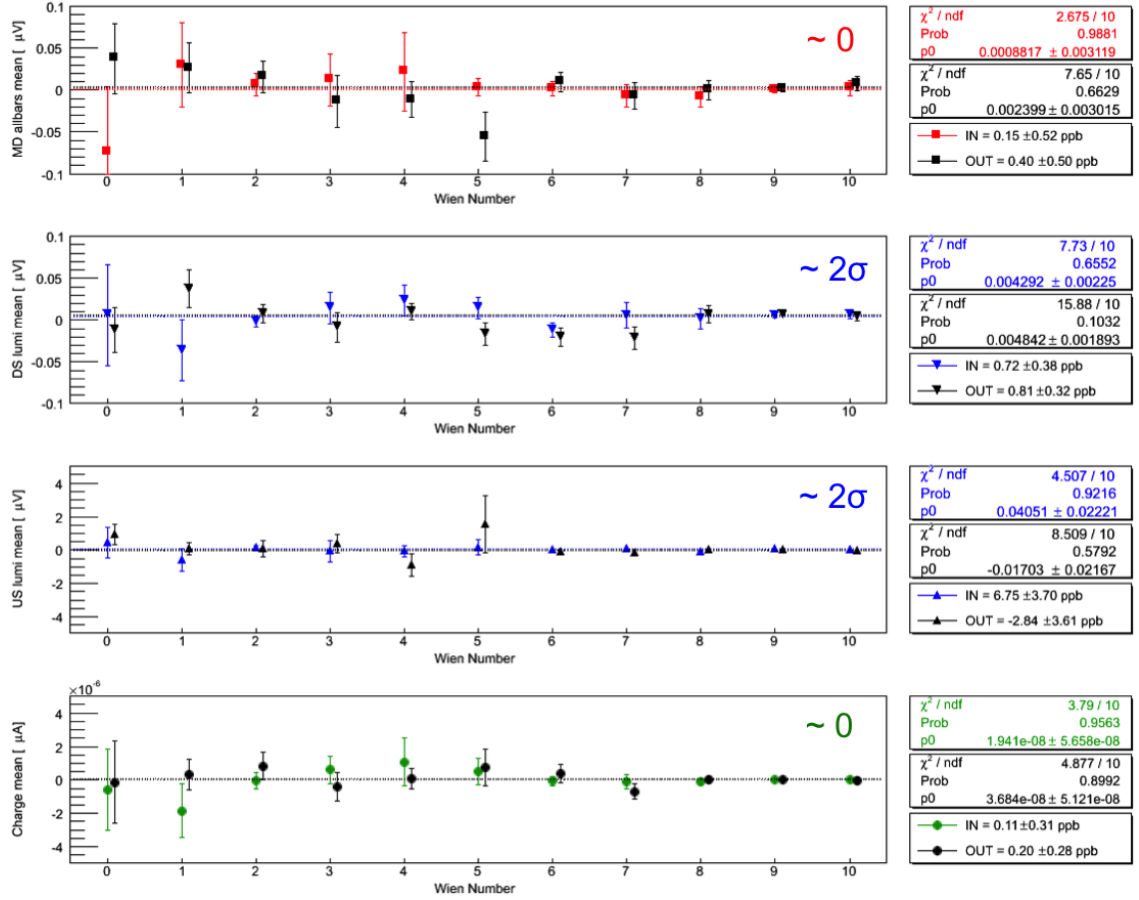 MD allbars mean [ μV]
0.1
0.05
0
-0.05
-0.1
0 1 2 3 4 5 6 7 8 9 10
Wien Number
~ 0
χ² / ndf 2.675 / 10
Prob 0.9881
p0 0.0008817 ± 0.003119
χ² / ndf 7.65 / 10
Prob 0.6629
p0 0.002399 ± 0.003015
IN = 0.15 ±0.52 ppb
OUT = 0.40 ±0.50 ppb
DS lumi mean [ μV]
0.1
0.05
0
-0.05
-0.1
0 1 2 3 4 5 6 7 8 9 10
Wien Number
~ 2σ
χ² / ndf 7.73 / 10
Prob 0.6552
p0 0.004292 ± 0.00225
χ² / ndf 15.88 / 10
Prob 0.1032
p0 0.004842 ± 0.001893
IN = 0.72 ±0.38 ppb
OUT = 0.81 ±0.32 ppb
US lumi mean [ μV]
4
2
0
-2
-4
0 1 2 3 4 5 6 7 8 9 10
Wien Number
~ 2σ
χ² / ndf 4.507 / 10
Prob 0.9216
p0 0.04051 ± 0.02221
χ² / ndf 8.509 / 10
Prob 0.5792
p0 -0.01703 ± 0.02167
IN = 6.75 ±3.70 ppb
OUT = -2.84 ±3.61 ppb
Charge mean [ μA]
×10⁻⁶
4
2
0
-2
-4
0 1 2 3 4 5 6 7 8 9 10
Wien Number
~ 0
χ² / ndf 3.79 / 10
Prob 0.9563
p0 1.941e-08 ± 5.658e-08
χ² / ndf 4.877 / 10
Prob 0.8992
p0 3.684e-08 ± 5.121e-08
IN = 0.11 ±0.31 ppb
OUT = 0.20 ±0.28 ppb